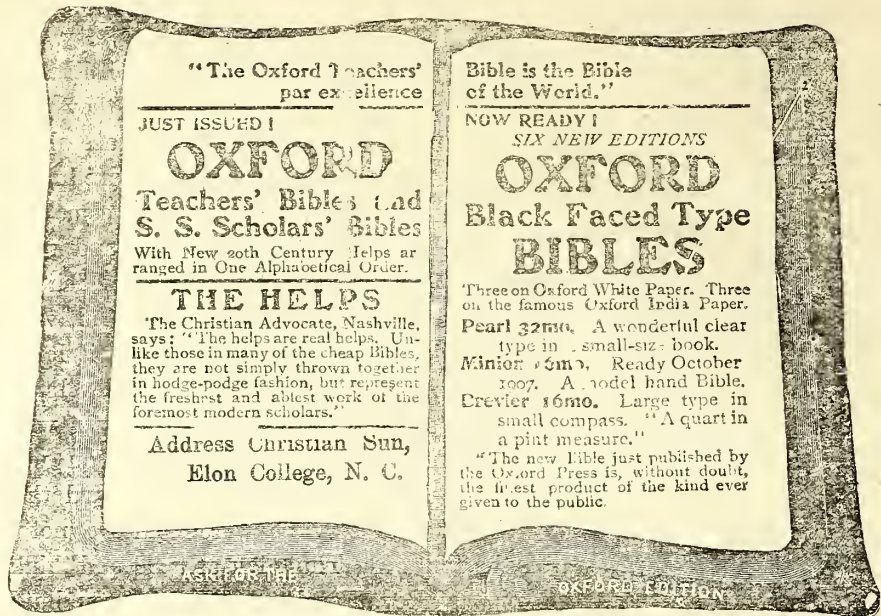 "The Oxford Teachers'
par excellence
JUST ISSUED!
OXFORD
Teachers' Bibles and
S. S. Scholars' Bibles
With New 20th Century Helps ar
ranged in One Alphabetical Order.
THE HELPS
The Christian Advocate, Nashville,
says: "The helps are real helps. Un-
like those in many of the cheap Bibles,
they are not simply thrown together
in hodge-podge fashion, but represent
the freshest and ablest work of the
foremost modern scholars."
Address Christian Sun,
Elon College, N. C.
Bible is the Bible
of the World."
NOW READY!
SIX NEW EDITIONS
OXFORD
Black Faced Type
BIBLES
Three on Oxford White Paper. Three
on the famous Oxford India Paper.
Pearl 32mo. A wonderful clear
type in small-size book.
Minion 16mo, Ready October
1907. A model hand Bible.
Brevier 16mo. Large type in
small compass. "A quart in
a pint measure."
"The new Bible just published by
the Oxford Press is, without doubt,
the finest product of the kind ever
given to the public.
ASK FOR THE
OXFORD EDITION